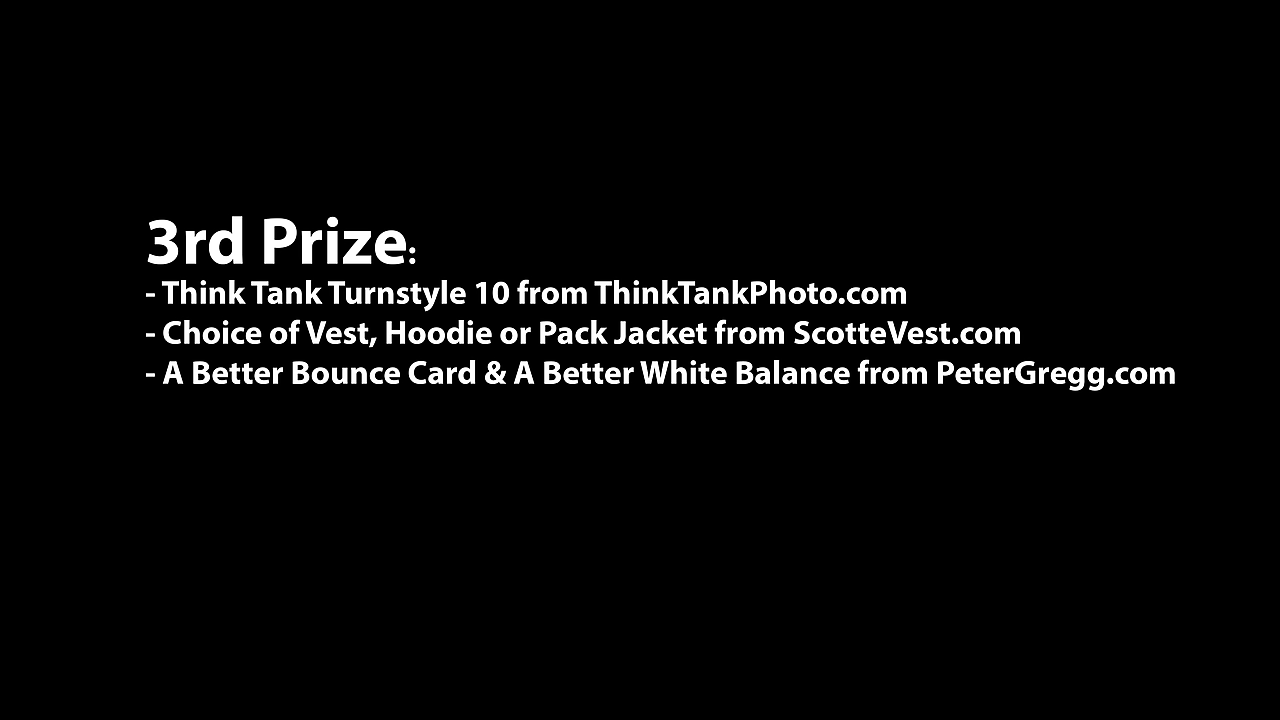 3rd Prize:
- Think Tank Turnstyle 10 from ThinkTankPhoto.com
- Choice of Vest, Hoodie or Pack Jacket from ScotteVest.com
- A Better Bounce Card & A Better White Balance from PeterGregg.com